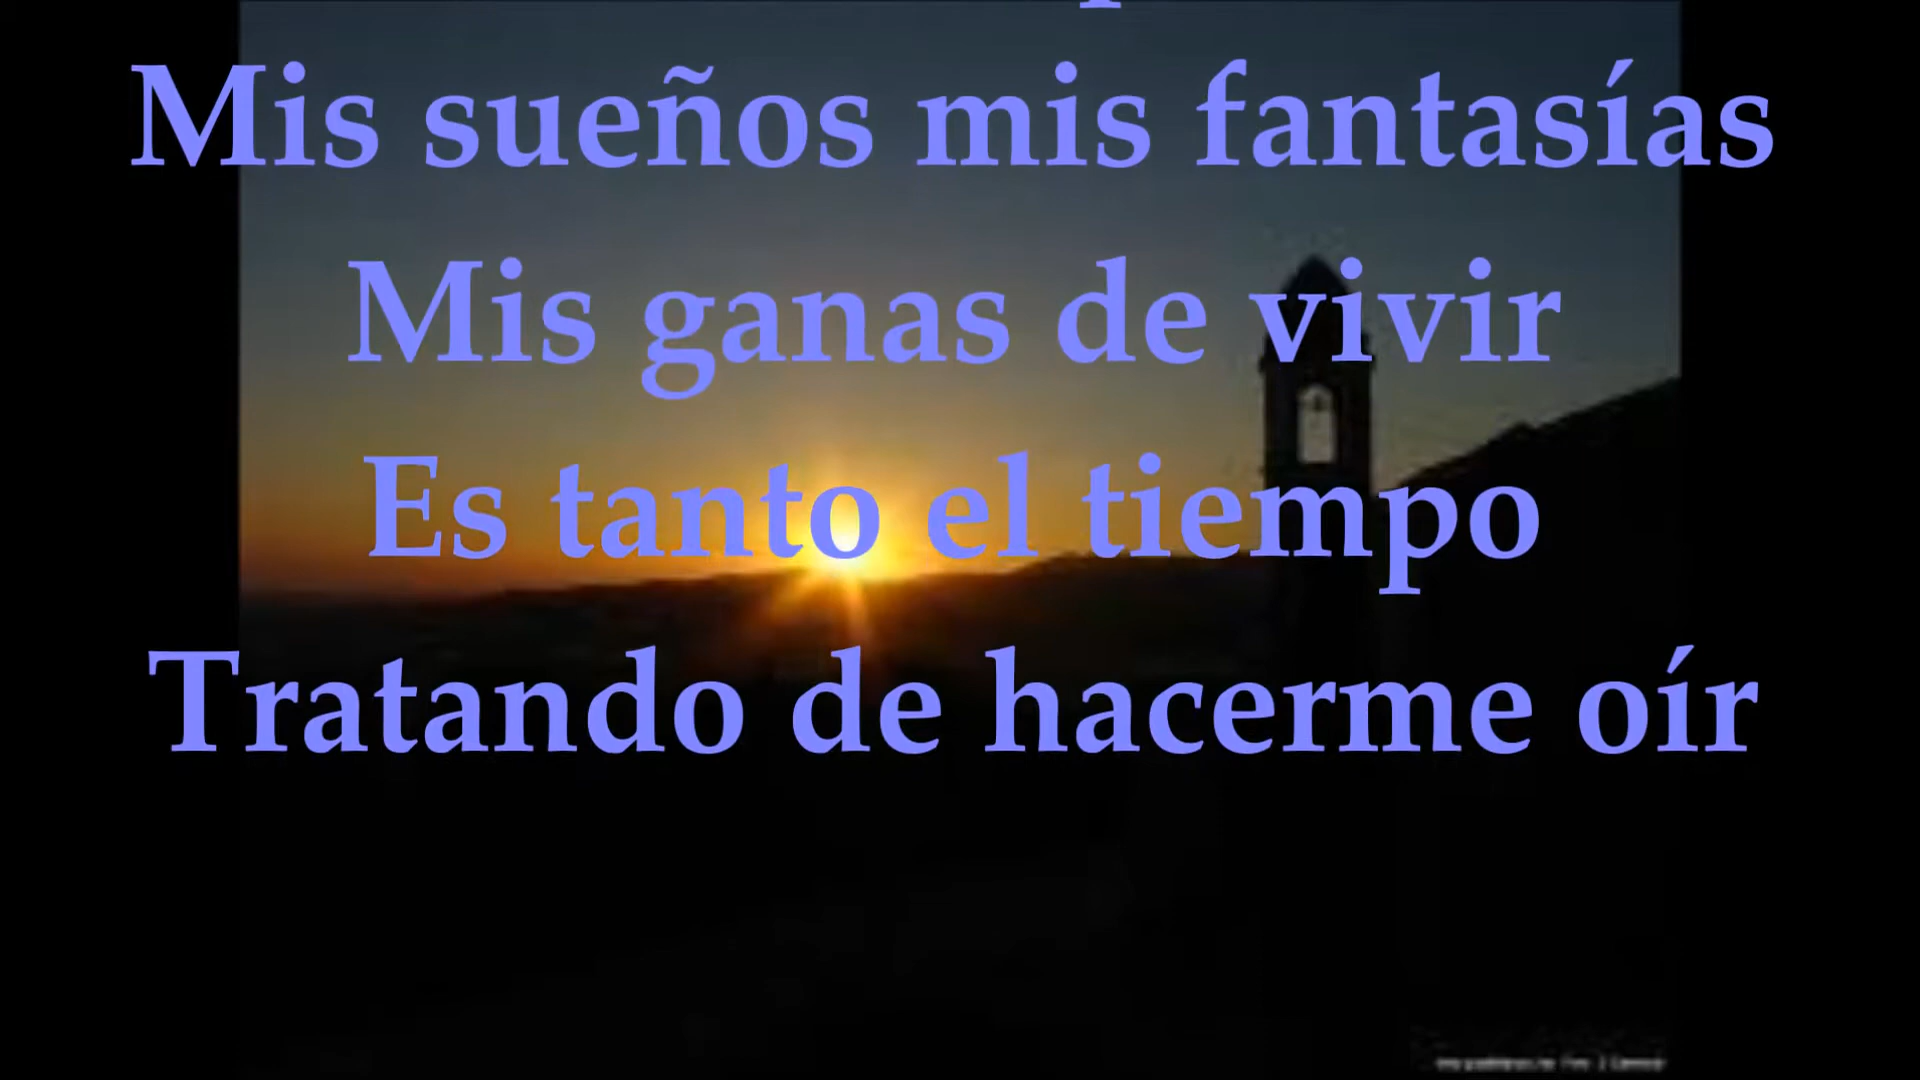 Mis sueños mis fantasías
Mis ganas de vivir
Es tanto el tiempo
Tratando de hacerme oír